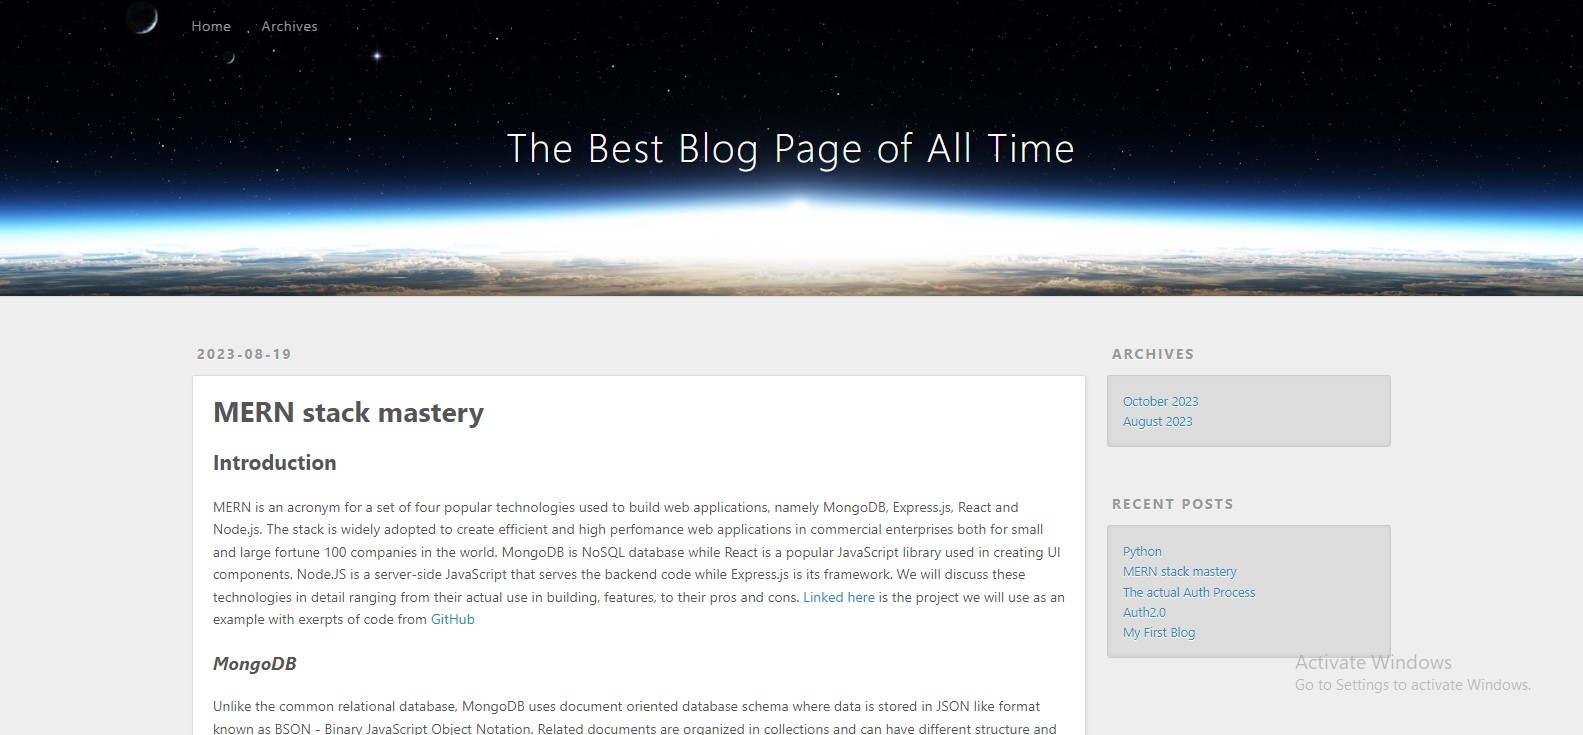 Home
Archives
The Best Blog Page of All Time
2023-08-19
MERN stack mastery
Introduction
MERN is an acronym for a set of four popular technologies used to build web applications, namely MongoDB, Express.js, React and
Node.js. The stack is widely adopted to create efficient and high perfomance web applications in commercial enterprises both for small
and large fortune 100 companies in the world. MongoDB is NoSQL database while React is a popular JavaScript library used in creating UI
components. Node.JS is a server-side JavaScript that serves the backend code while Express.js is its framework. We will discuss these
technologies in detail ranging from their actual use in building, features, to their pros and cons. Linked here is the project we will use as an
example with exerpts of code from GitHub
MongoDB
Unlike the common relational database, MongoDB uses document oriented database schema where data is stored in JSON like format
known as BSON - Binary JavaScript Object Notation. Related documents are organized in collections and can have different structure and
ARCHIVES
October 2023
August 2023
RECENT POSTS
Python
MERN stack mastery
The actual Auth Process
Auth2.0
My First Blog
Activate Windows
Go to Settings to activate Windows.